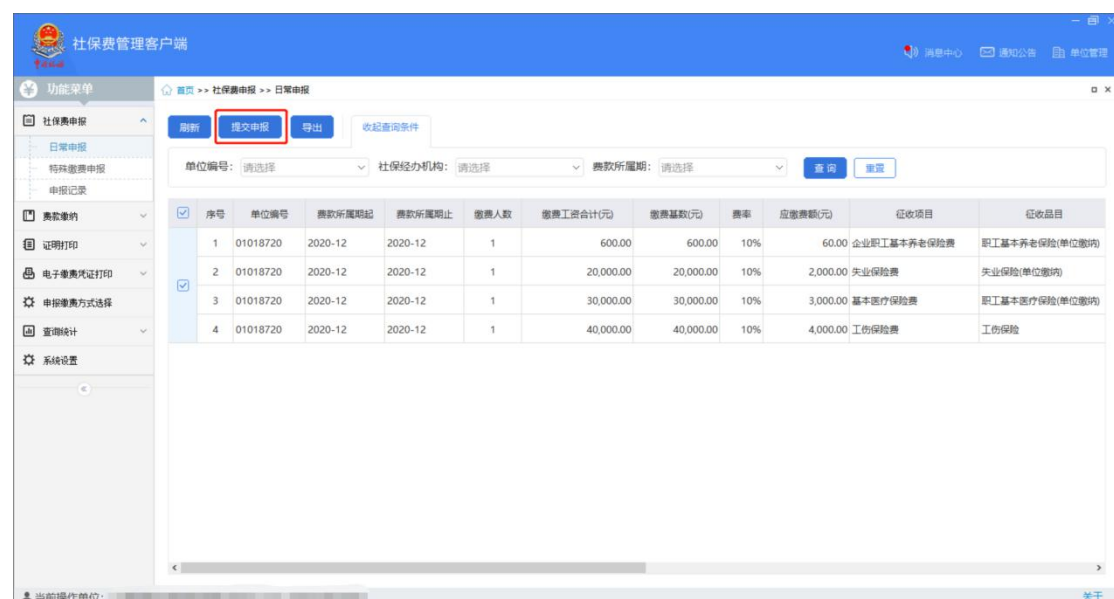 社保费管理客户端
消息中心 通知公告 单位管理
功能菜单
首页 >> 社保费申报 >> 日常申报
社保费申报
日常申报
特殊缴费申报
申报记录
费款缴纳
证明打印
电子缴费凭证打印
申报缴费方式选择
查询统计
系统设置
刷新 提交申报 导出 收起查询条件
单位编号: 请选择 社保经办机构: 请选择 费款所属期: 请选择 查询 重置
序号 单位编号 费款所属期起 费款所属期止 缴费人数 缴费工资合计(元) 缴费基数(元) 费率 应缴费额(元) 征收项目 征收品目
1 01018720 2020-12 2020-12 1 600.00 600.00 10% 60.00 企业职工基本养老保险费 职工基本养老保险(单位缴纳)
2 01018720 2020-12 2020-12 1 20,000.00 20,000.00 10% 2,000.00 失业保险费 失业保险(单位缴纳)
3 01018720 2020-12 2020-12 1 30,000.00 30,000.00 10% 3,000.00 基本医疗保险费 职工基本医疗保险(单位缴纳)
4 01018720 2020-12 2020-12 1 40,000.00 40,000.00 10% 4,000.00 工伤保险费 工伤保险
当前操作单位: 关于